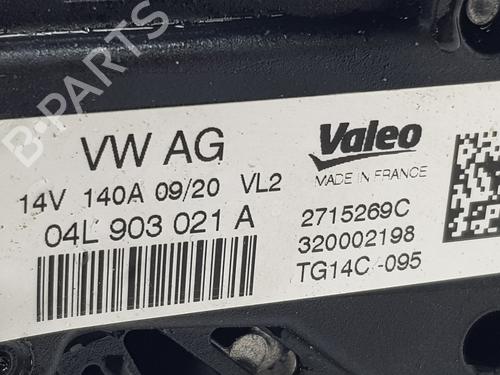 VW AG
14V 140A 09/20 VL2
04L 903 021 A
Valeo
MADE IN FRANCE
2715269C
320002198
TG14C -095
B-PARTS